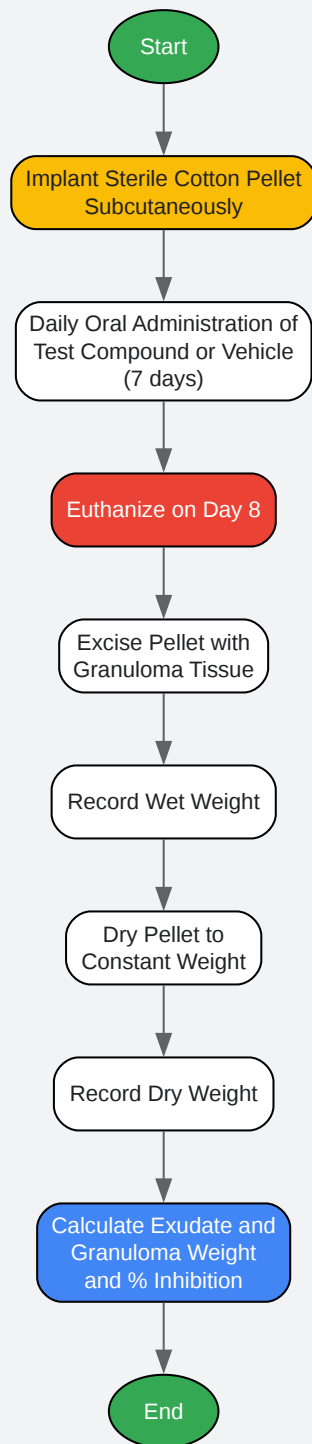 Start
Implant Sterile Cotton Pellet
Subcutaneously
Daily Oral Administration of
Test Compound or Vehicle
(7 days)
Euthanize on Day 8
Excise Pellet with
Granuloma Tissue
Record Wet Weight
Dry Pellet to
Constant Weight
Record Dry Weight
Calculate Exudate and
Granuloma Weight
and % Inhibition
End